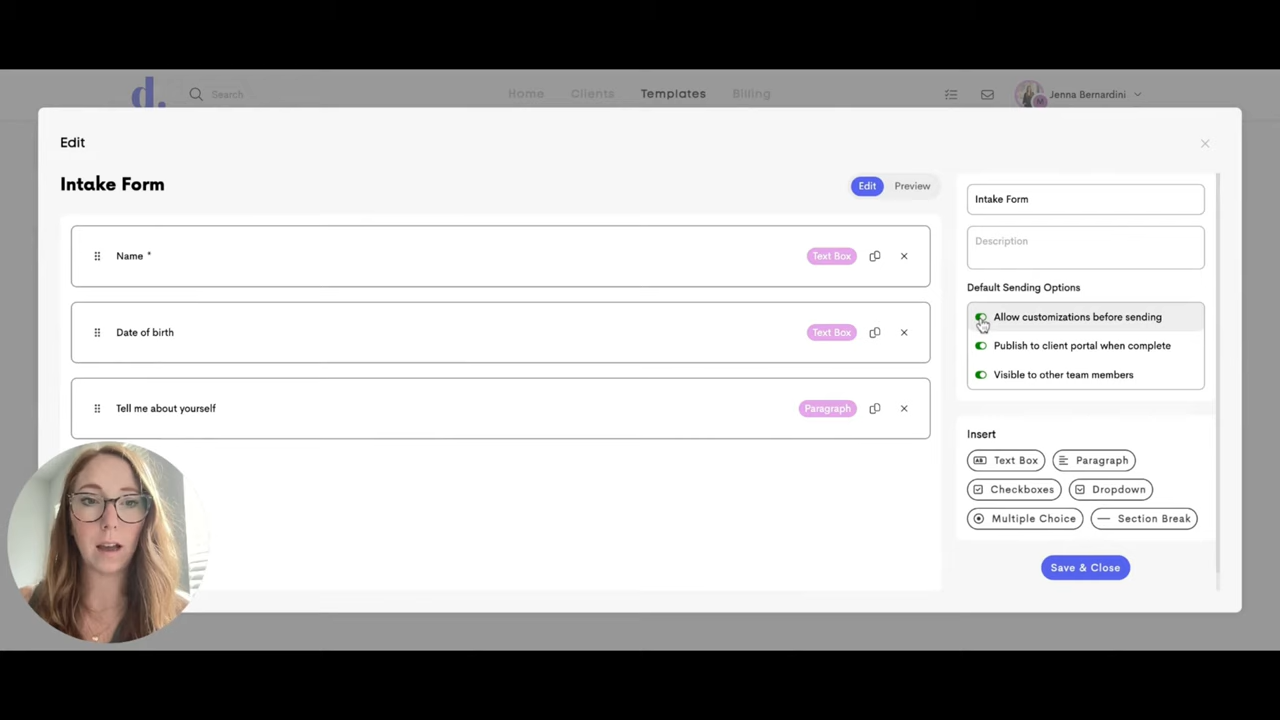 d.
Search
Home
Clients
Templates
Billing
M
Jenna Bernardini
Edit
Intake Form
Edit
Preview
Name *
Text Box
Date of birth
Text Box
Tell me about yourself
Paragraph
Intake Form
Description
Default Sending Options
Allow customizations before sending
Publish to client portal when complete
Visible to other team members
Insert
Text Box
Paragraph
Checkboxes
Dropdown
Multiple Choice
Section Break
Save & Close